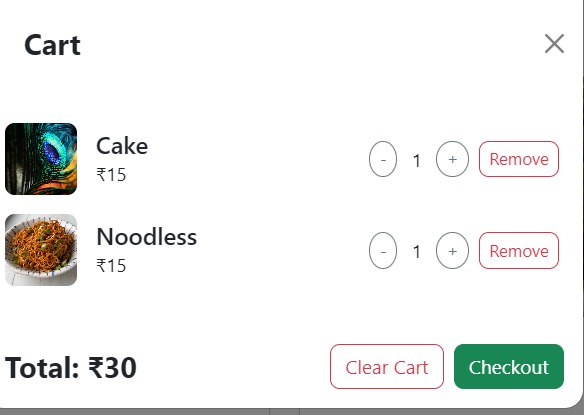 Cart
Cake
₹15
- 1 + Remove
Noodless
₹15
- 1 + Remove
Total: ₹30
Clear Cart
Checkout